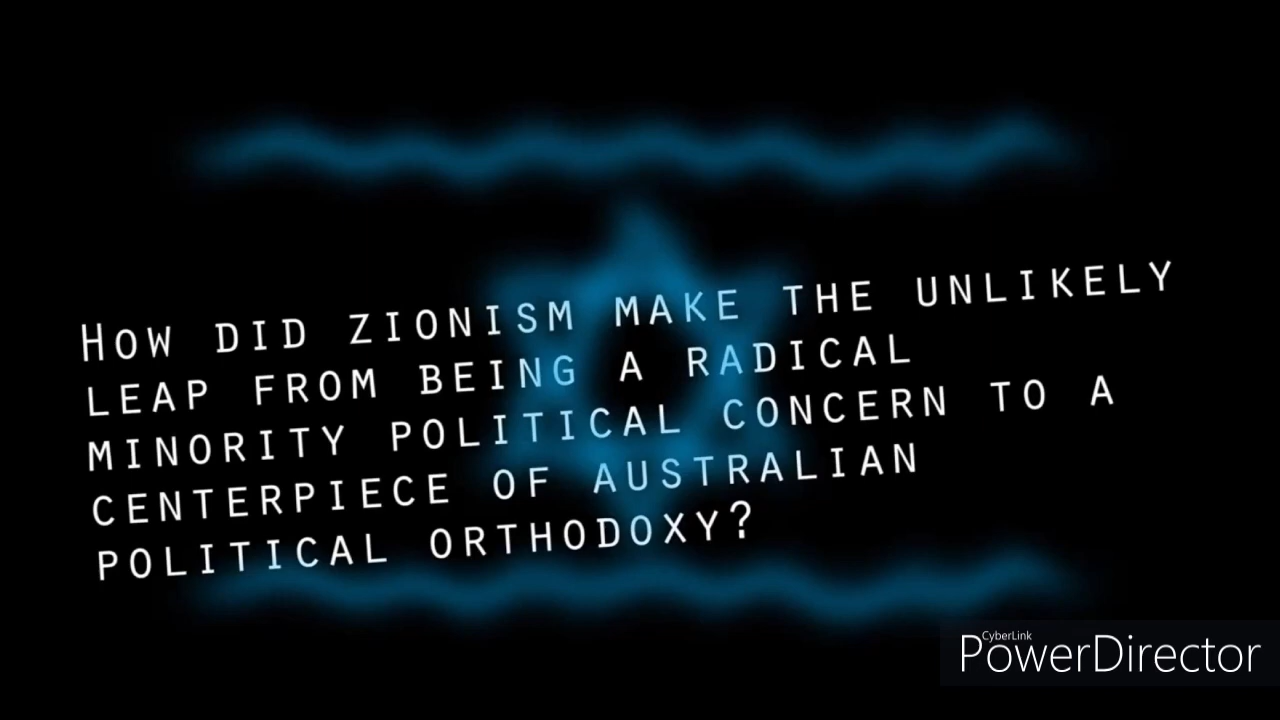 How did zionism make the unlikely
leap from being a radical
minority political concern to a
centerpiece of australian
political orthodoxy?
CyberLink
PowerDirector